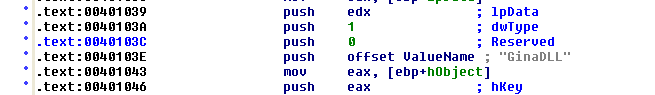 .text:00401039 push edx ; lpData
.text:0040103A push 1 ; dwType
.text:0040103C push 0 ; Reserved
.text:0040103E push offset ValueName ; "GinaDLL"
.text:00401043 mov eax, [ebp+hObject]
.text:00401046 push eax ; hKey